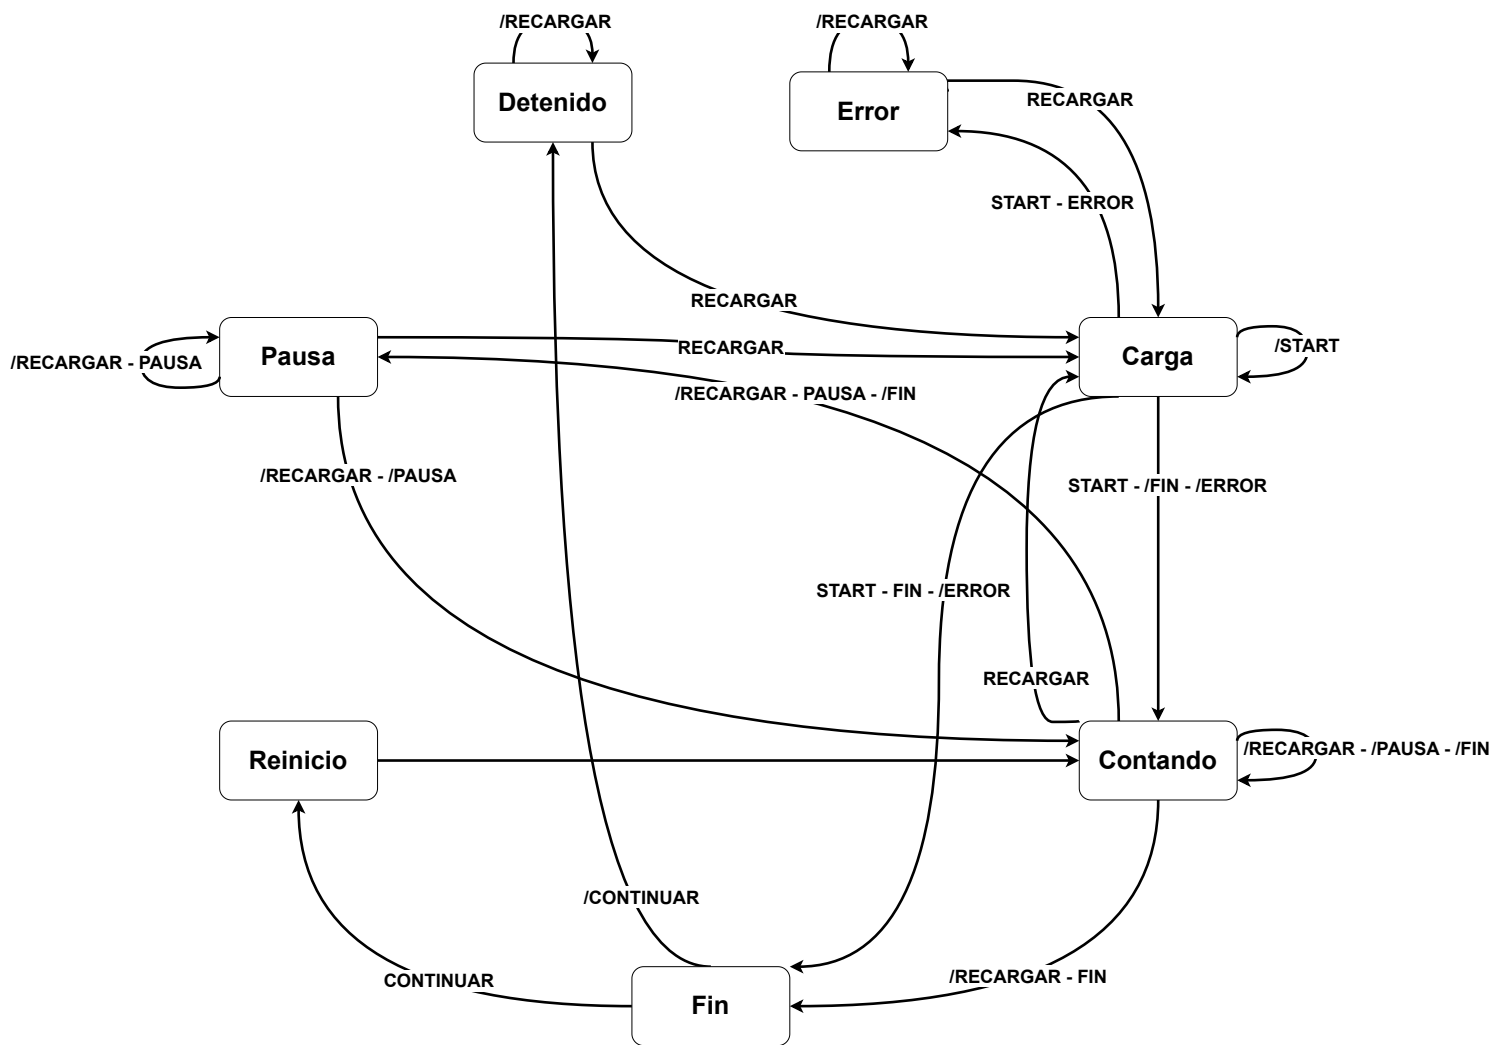 /RECARGAR
/RECARGAR
Detenido
Error
RECARGAR
START - ERROR
RECARGAR
/START
Pausa
RECARGAR
Carga
/RECARGAR - PAUSA
/RECARGAR - PAUSA - /FIN
/RECARGAR - /PAUSA
START - /FIN - /ERROR
START - FIN - /ERROR
RECARGAR
Reinicio
Contando
/RECARGAR - /PAUSA - /FIN
/CONTINUAR
CONTINUAR
/RECARGAR - FIN
Fin